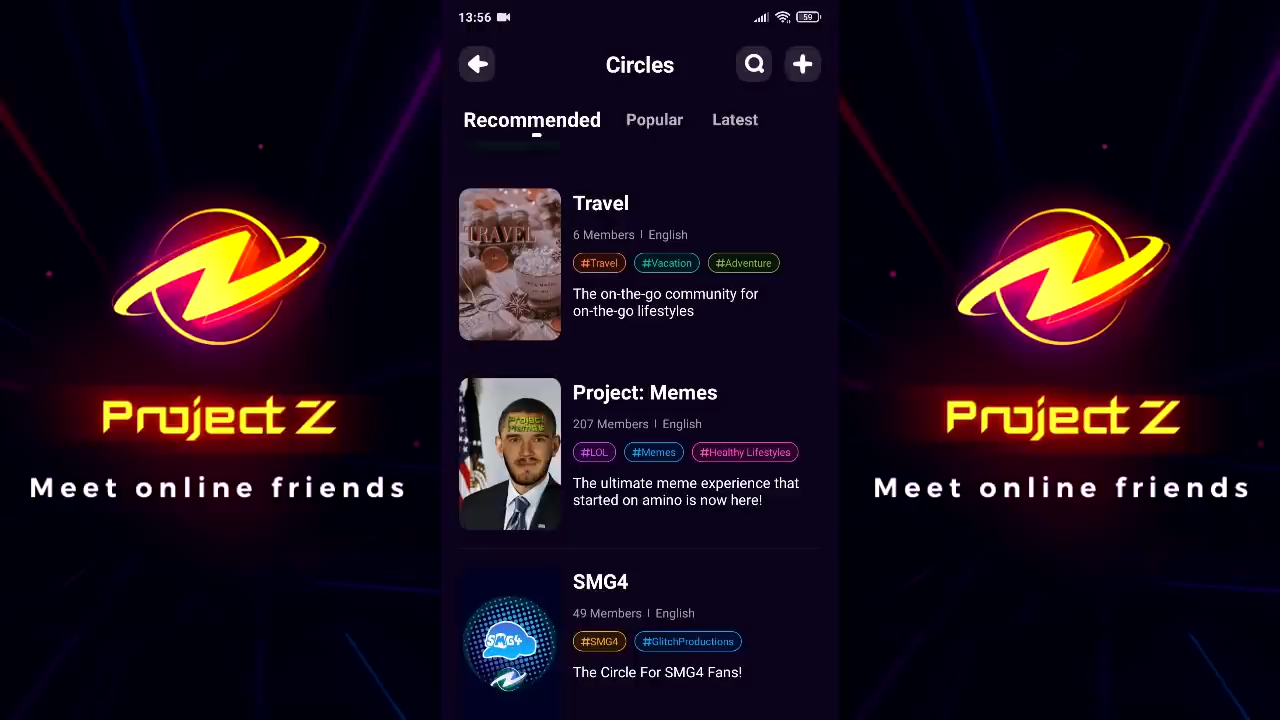 13:56
59
Circles
Recommended
Popular
Latest
TRAVEL
Travel
6 Members | English
#Travel
#Vacation
#Adventure
The on-the-go community for
on-the-go lifestyles
Project: Memes
207 Members | English
#LOL
#Memes
#Healthy Lifestyles
The ultimate meme experience that
started on amino is now here!
SMG4
SMG4
49 Members | English
#SMG4
#GlitchProductions
The Circle For SMG4 Fans!
Project Z
Meet online friends
Project Z
Meet online friends